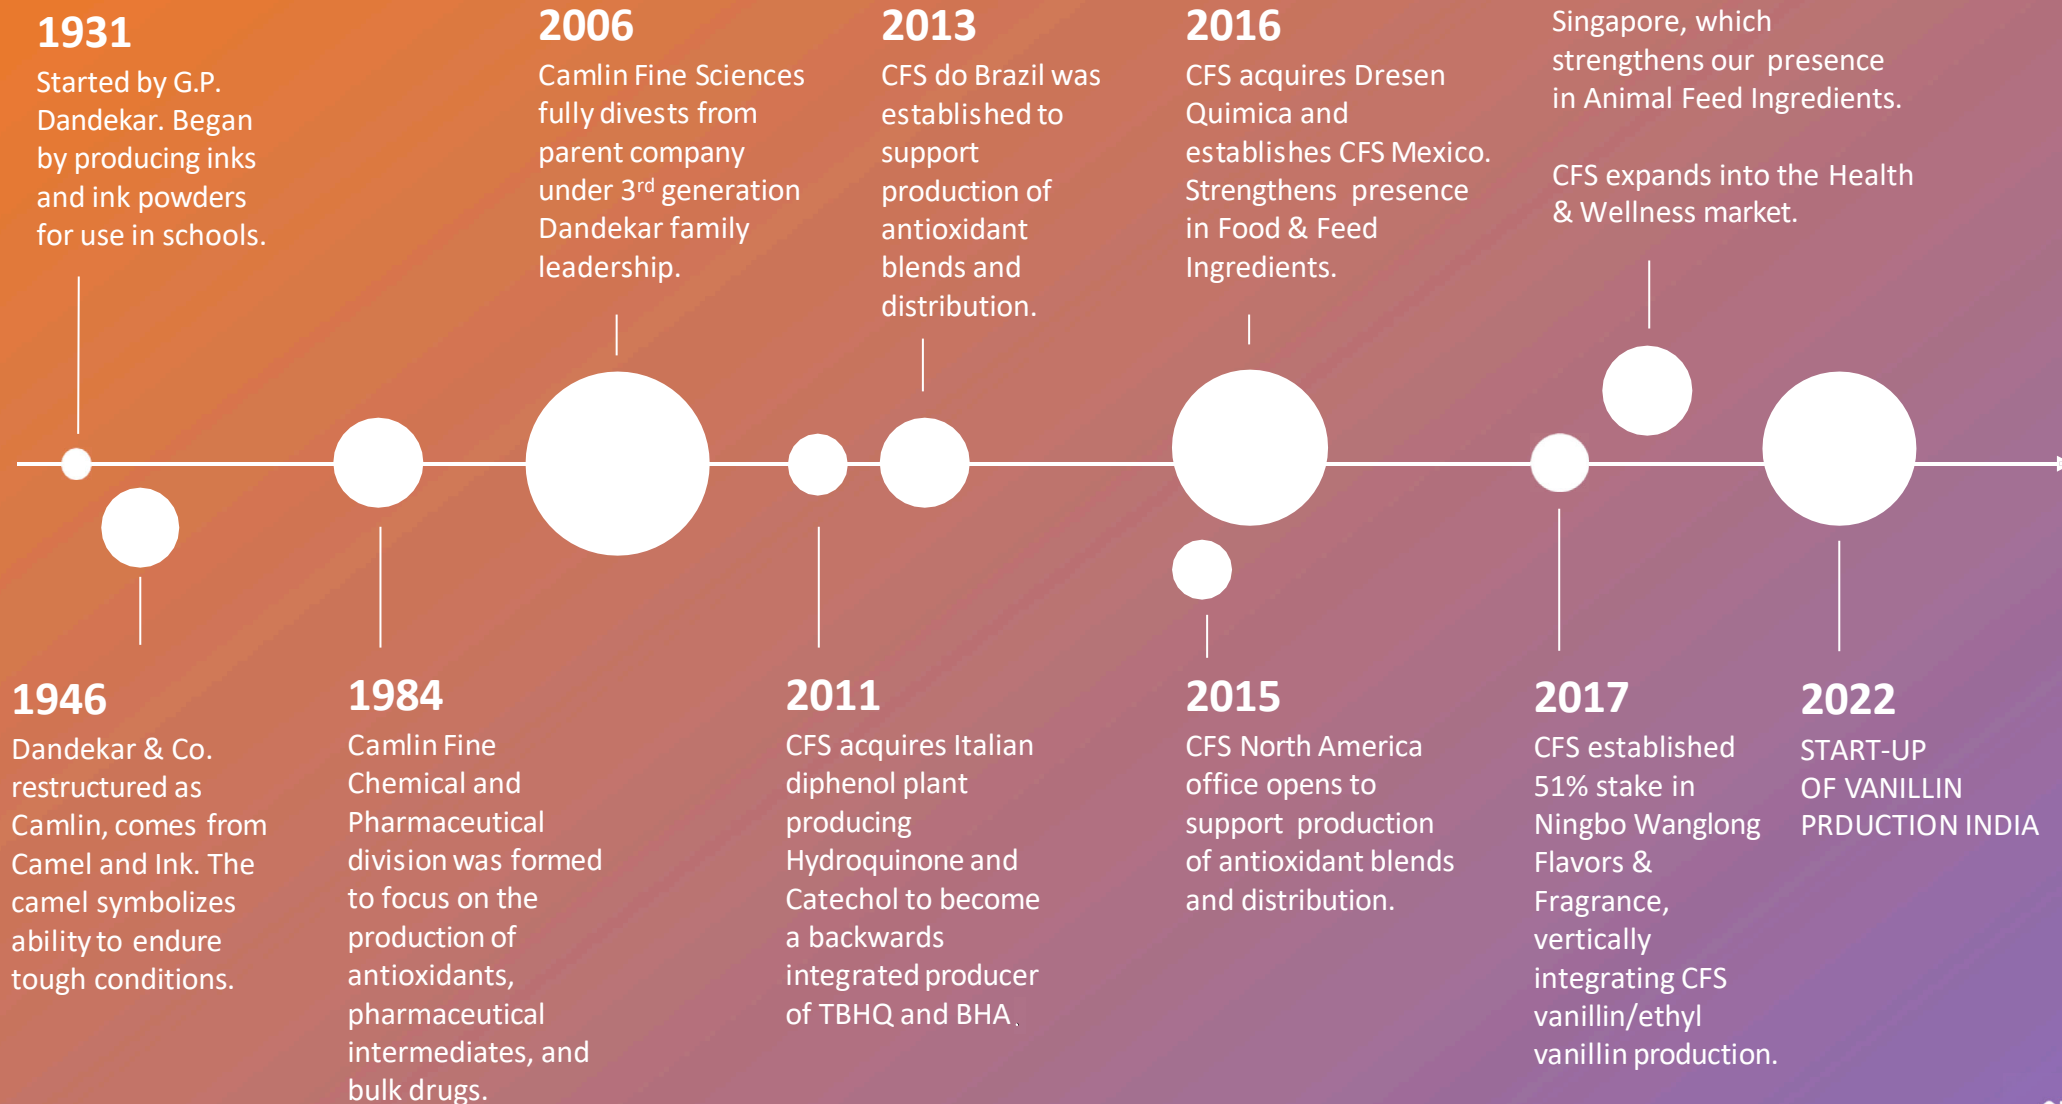 1931
Started by G.P.
Dandekar. Began
by producing inks
and ink powders
for use in schools.
2006
Camlin Fine Sciences
fully divests from
parent company
under 3rd generation
Dandekar family
leadership.
2013
CFS do Brazil was
established to
support
production of
antioxidant
blends and
distribution.
2016
CFS acquires Dresen
Quimica and
establishes CFS Mexico.
Strengthens presence
in Food & Feed
Ingredients.
Singapore, which
strengthens our presence
in Animal Feed Ingredients.
CFS expands into the Health
& Wellness market.
1946
Dandekar & Co.
restructured as
Camlin, comes from
Camel and Ink. The
camel symbolizes
ability to endure
tough conditions.
1984
Camlin Fine
Chemical and
Pharmaceutical
division was formed
to focus on the
production of
antioxidants,
pharmaceutical
intermediates, and
bulk drugs.
2011
CFS acquires Italian
diphenol plant
producing
Hydroquinone and
Catechol to become
a backwards
integrated producer
of TBHQ and BHA.
2015
CFS North America
office opens to
support production
of antioxidant blends
and distribution.
2017
CFS established
51% stake in
Ningbo Wanglong
Flavors &
Fragrance,
vertically
integrating CFS
vanillin/ethyl
vanillin production.
2022
START-UP
OF VANILLIN
PRDUCTION INDIA